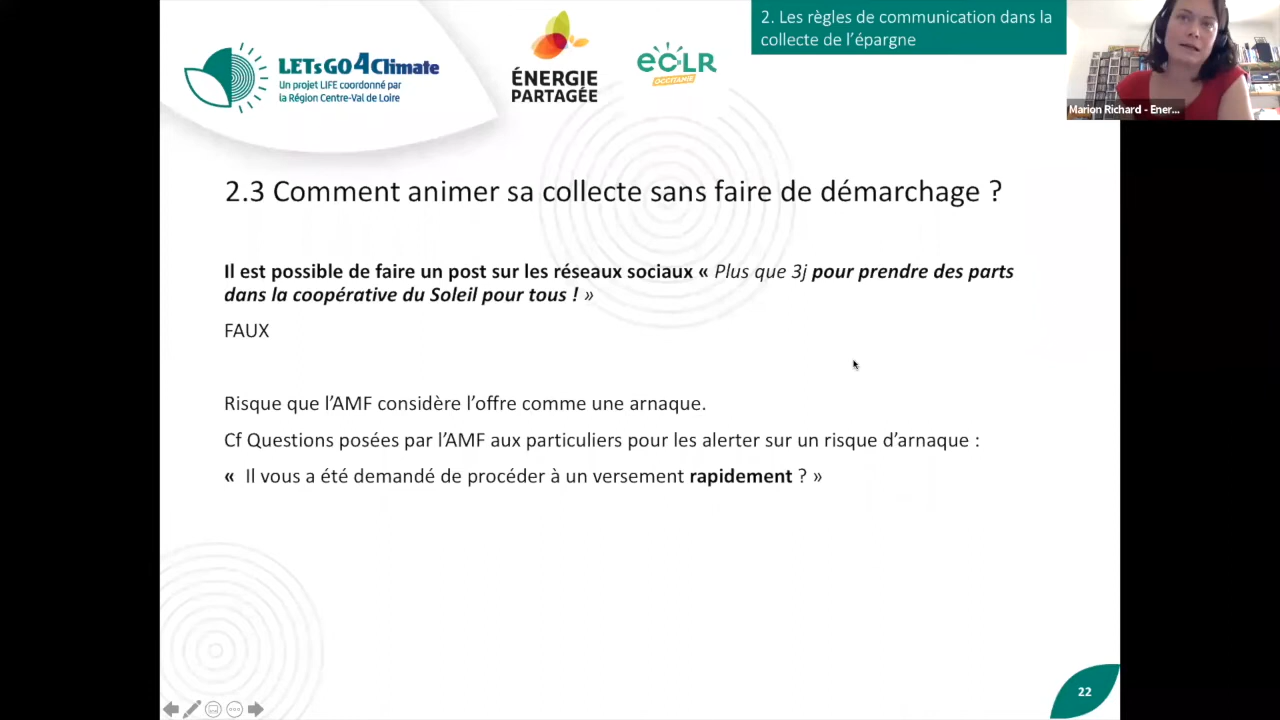 LETsGO4Climate
Un projet LIFE coordonné par
la Région Centre-Val de Loire
ÉNERGIE
PARTAGÉE
ECLR
OCCITANIE
2. Les règles de communication dans la
collecte de l'épargne
Marion Richard - Ener...
2.3 Comment animer sa collecte sans faire de démarchage ?
Il est possible de faire un post sur les réseaux sociaux « Plus que 3j pour prendre des parts
dans la coopérative du Soleil pour tous ! »
FAUX
Risque que l'AMF considère l'offre comme une arnaque.
Cf Questions posées par l'AMF aux particuliers pour les alerter sur un risque d'arnaque :
« Il vous a été demandé de procéder à un versement rapidement ? »
22